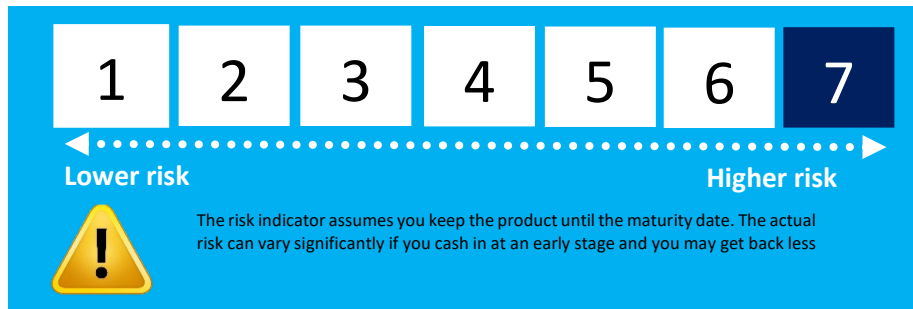 1 2 3 4 5 6 7
Lower risk Higher risk
!
The risk indicator assumes you keep the product until the maturity date. The actual
risk can vary significantly if you cash in at an early stage and you may get back less